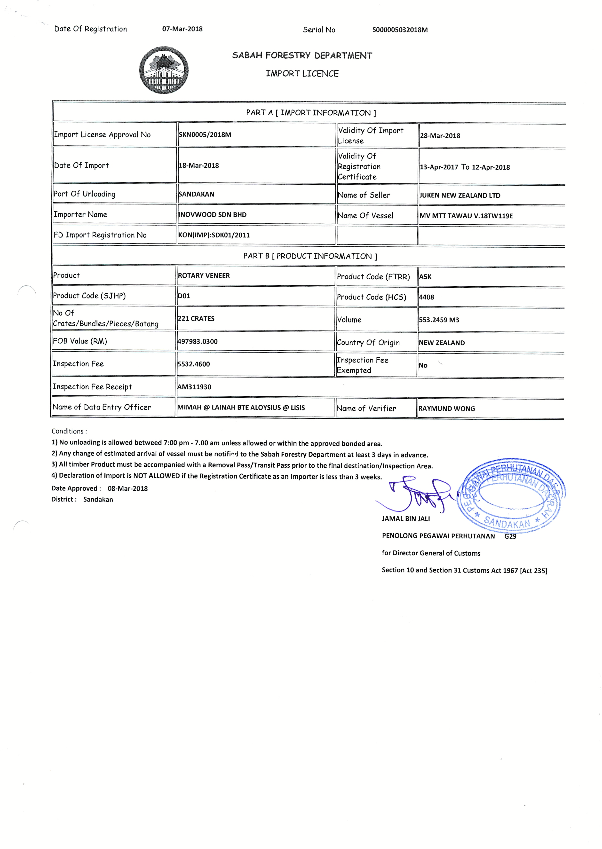 Date Of Registration 07-Mar-2018 Serial No S000005032018M
SABAH FORESTRY DEPARTMENT
IMPORT LICENCE
PART A [ IMPORT INFORMATION ]
Import License Approval No SKN0005/2018M Validity Of Import License 28-Mar-2018
Date Of Import 18-Mar-2018 Validity Of Registration Certificate 13-Apr-2017 To 12-Apr-2018
Port Of Unloading SANDAKAN Name of Seller JUKEN NEW ZEALAND LTD
Importer Name INOVWOOD SDN BHD Name Of Vessel MV MTT TAWAU V.18TW119E
FD Import Registration No KON(IMP):SDK01/2011
PART B [ PRODUCT INFORMATION ]
Product ROTARY VENEER Product Code (FTRR) A5K
Product Code (SJHP) D01 Product Code (HCS) 4408
No Of Crates/Bundles/Pieces/Batang 221 CRATES Volume 553.2459 M3
FOB Value (RM) 497983.0300 Country Of Origin NEW ZEALAND
Inspection Fee 5532.4600 Inspection Fee Exempted No
Inspection Fee Receipt AM311930
Name of Data Entry Officer MIMAH @ LAINAH BTE ALOYSIUS @ LISIS Name of Verifier RAYMUND WONG
Conditions :
1) No unloading is allowed betweed 7:00 pm - 7.00 am unless allowed or within the approved bonded area.
2) Any change of estimated arrival of vessel must be notified to the Sabah Forestry Department at least 3 days in advance.
3) All timber Product must be accompanied with a Removal Pass/Transit Pass prior to the final destination/Inspection Area.
4) Declaration of import is NOT ALLOWED if the Registration Certificate as an Importer is less than 3 weeks.
Date Approved : 08-Mar-2018
District : Sandakan
SANDAKAN
JAMAL BIN JALI
PENOLONG PEGAWAI PERHUTANAN G29
for Director General of Customs
Section 10 and Section 31 Customs Act 1967 [Act 235]